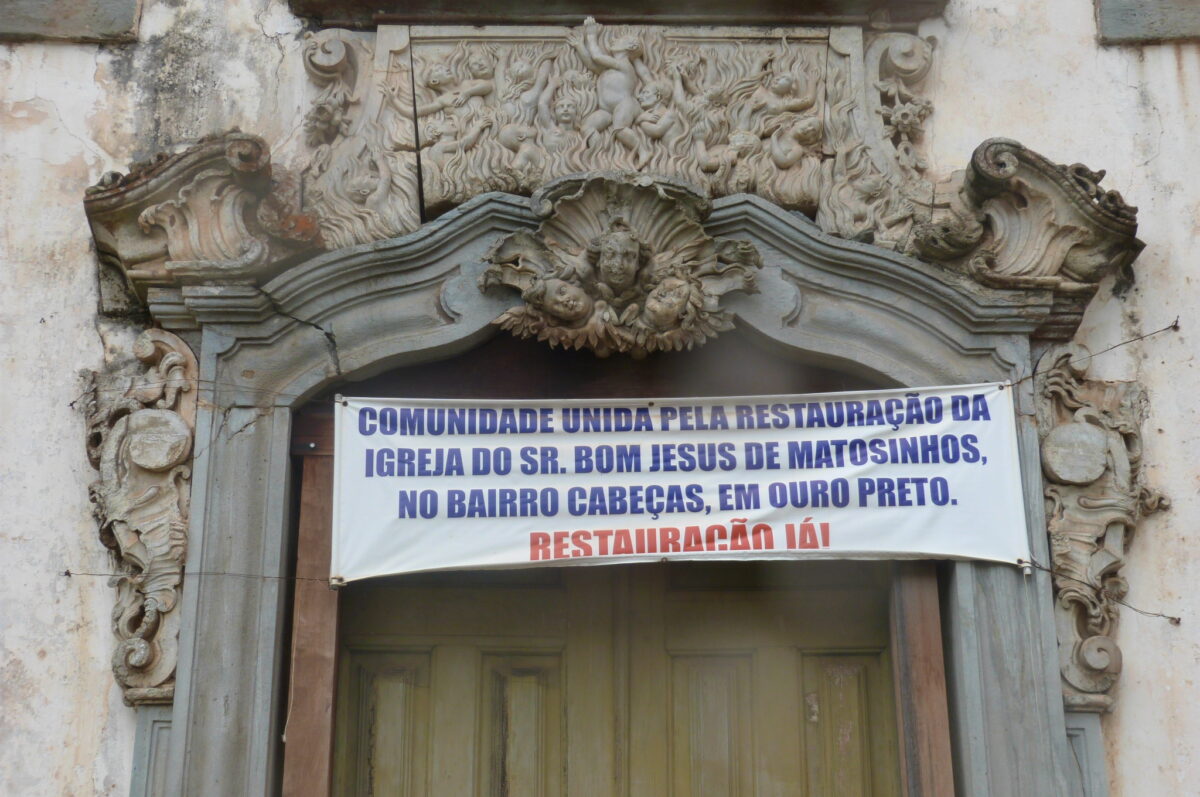 COMUNIDADE UNIDA PELA RESTAURAÇÃO DA
IGREJA DO SR. BOM JESUS DE MATOSINHOS,
NO BAIRRO CABEÇAS, EM OURO PRETO.
RESTAURAÇÃO JÁ!